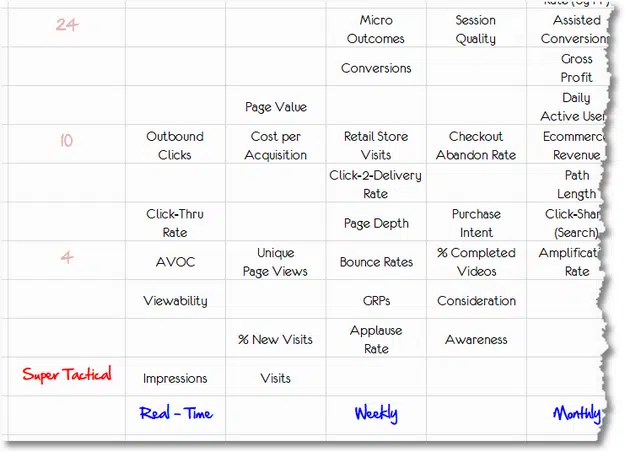 24
Micro Outcomes
Session Quality
Assisted Conversion
Conversions
Gross Profit
Page Value
Daily Active User
10
Outbound Clicks
Cost per Acquisition
Retail Store Visits
Checkout Abandon Rate
Ecommerc Revenue
Click-2-Delivery Rate
Path Length
Click-Thru Rate
Page Depth
Purchase Intent
Click-Shar (Search)
4
AVOC
Unique Page Views
Bounce Rates
% Completed Videos
Amplificati Rate
Viewability
GRPs
Consideration
% New Visits
Applause Rate
Awareness
Super Tactical
Impressions
Visits
Real-Time
Weekly
Monthly